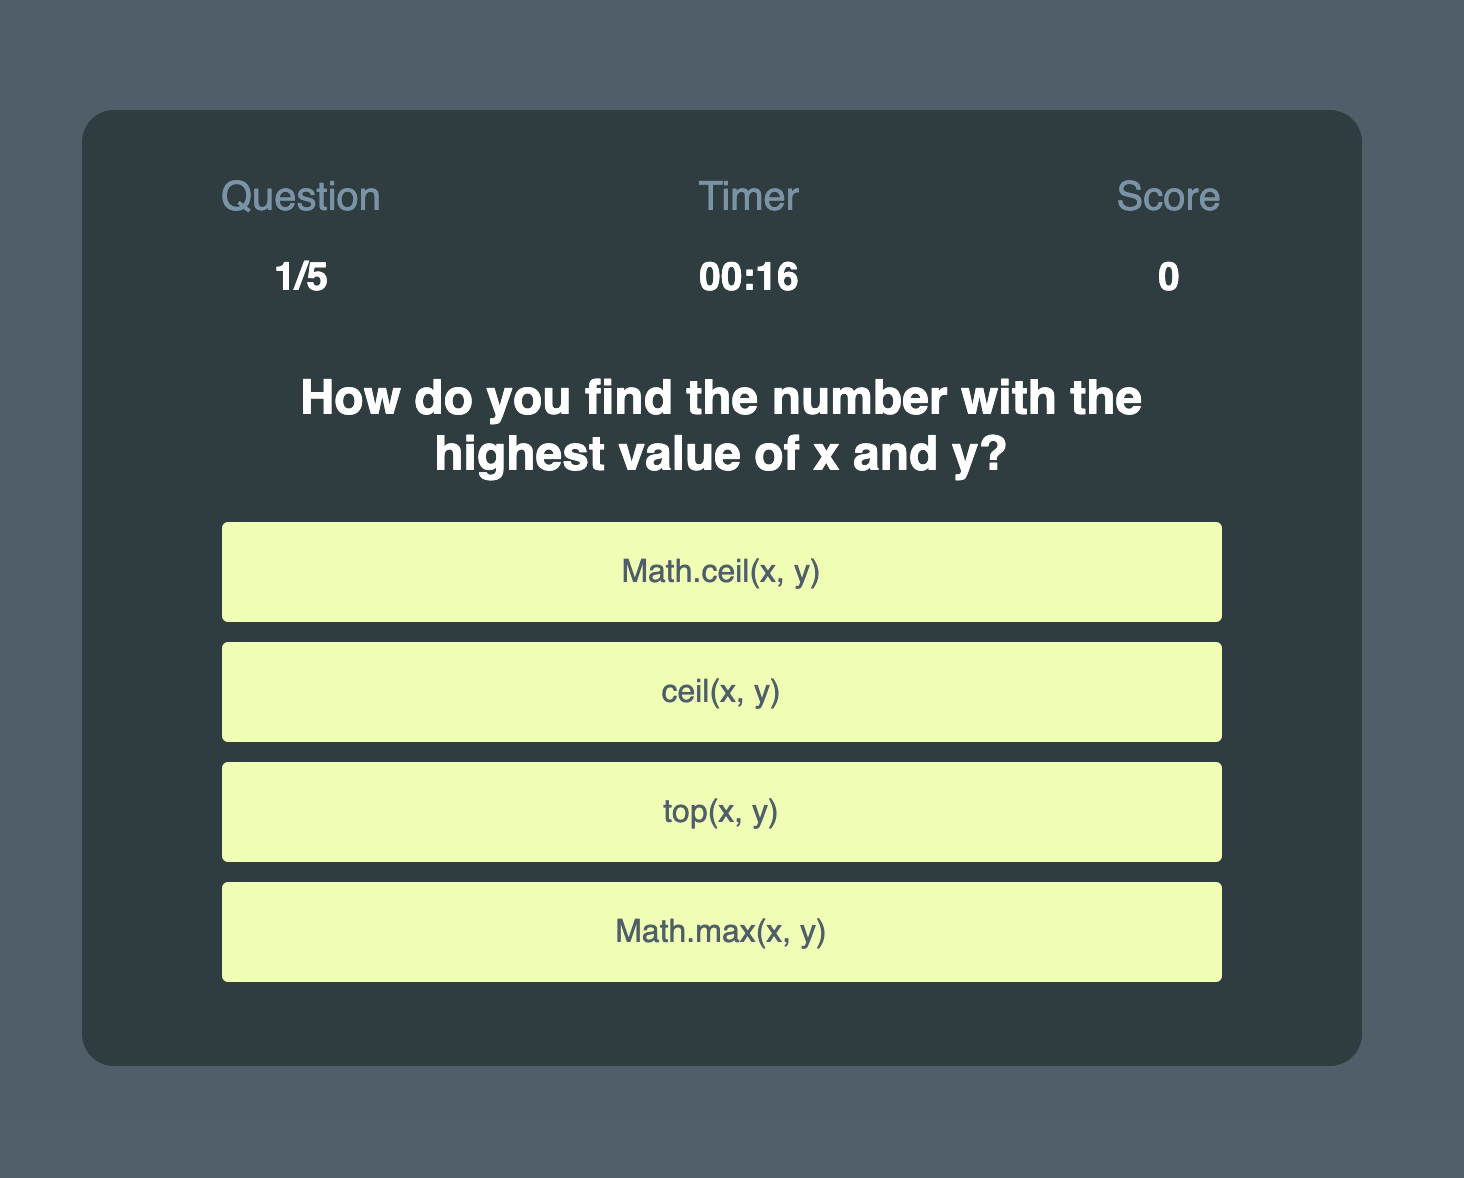 Question
Timer
Score
1/5
00:16
0
How do you find the number with the
highest value of x and y?
Math.ceil(x, y)
ceil(x, y)
top(x, y)
Math.max(x, y)